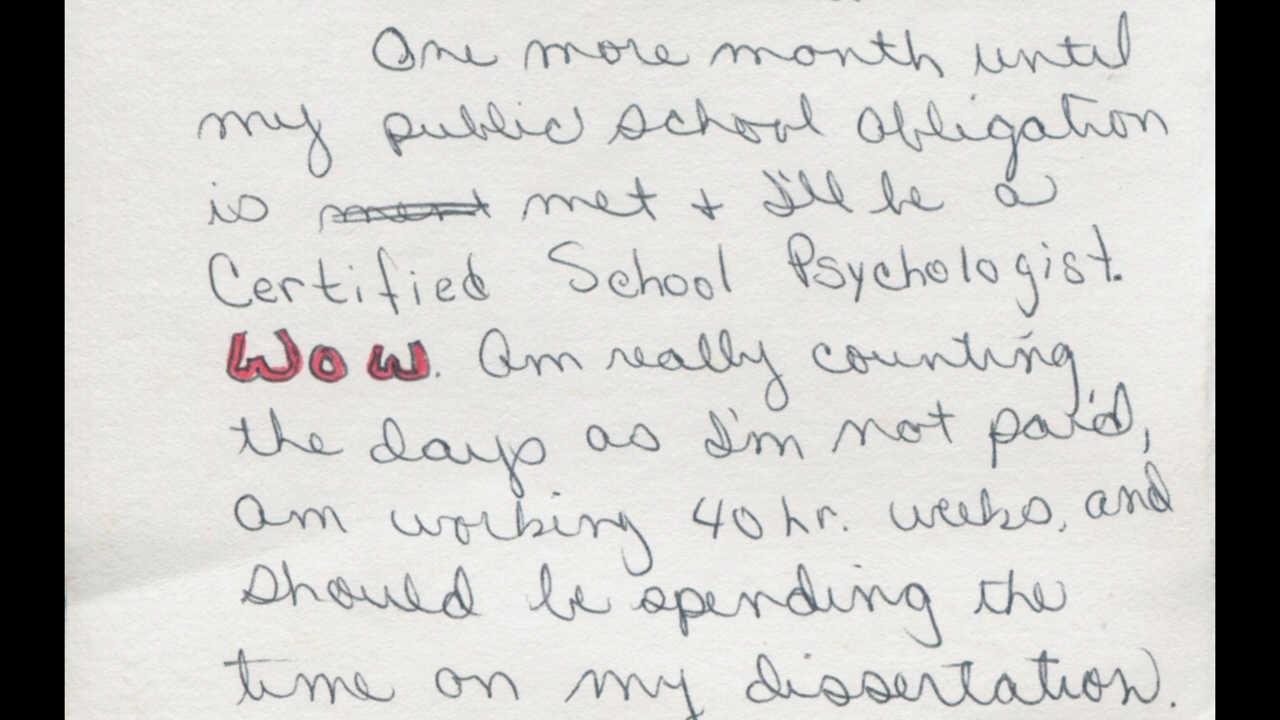 One more month until
my public school obligation
is ment met + I'll be a
Certified School Psychologist.
WOW. Am really counting
the days as I'm not paid,
am working 40 hr. weeks, and
should be spending the
time on my dissertation.